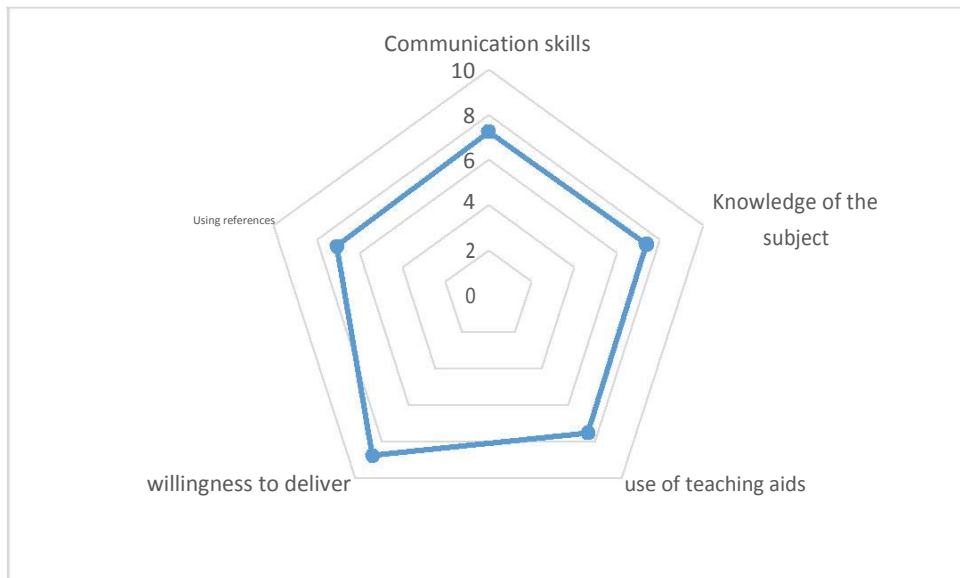 Communication skills
10
8
6
4
2
0
Knowledge of the
subject
Using references
willingness to deliver
use of teaching aids